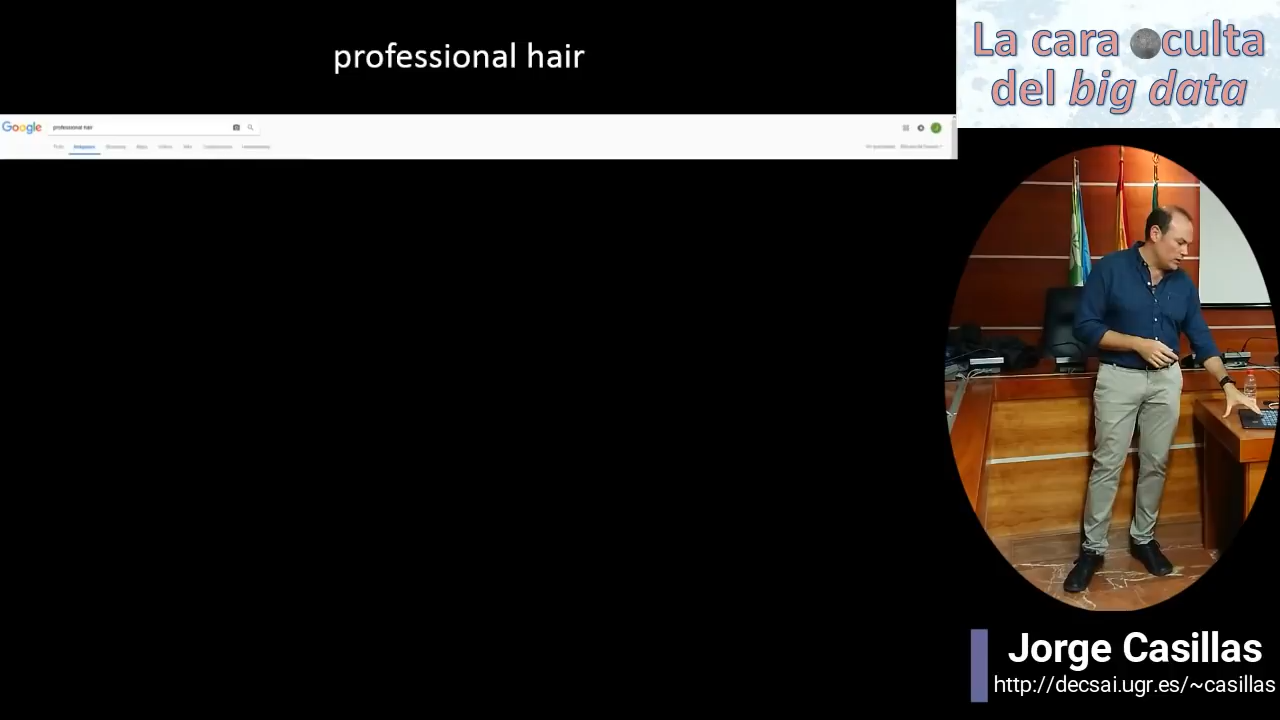 professional hair
La cara oculta
del big data
Google
professional hair
Jorge Casillas
http://decsai.ugr.es/~casillas